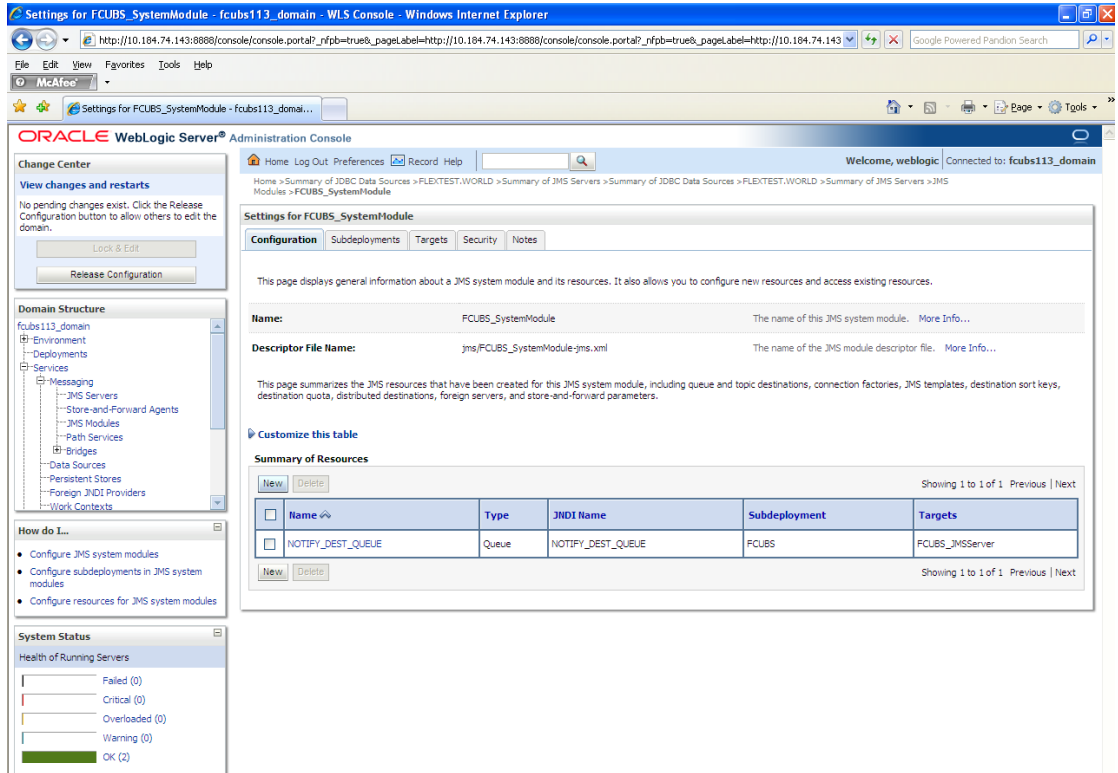 Settings for FCUBS_SystemModule - fcubs113_domain - WLS Console - Windows Internet Explorer
http://10.184.74.143:8888/console/console.portal?_nfpb=true&_pageLabel=http://10.184.74.143:8888/console/console.portal?_nfpb=true&_pageLabel=http://10.184.74.143
Google Powered Pandion Search
File Edit View Favorites Tools Help
McAfee
Settings for FCUBS_SystemModule - fcubs113_domai...
Page Tools »
ORACLE WebLogic Server® Administration Console
Change Center
View changes and restarts
No pending changes exist. Click the Release
Configuration button to allow others to edit the
domain.
Lock & Edit
Release Configuration
Domain Structure
fcubs113_domain
Environment
Deployments
Services
Messaging
JMS Servers
Store-and-Forward Agents
JMS Modules
Path Services
Bridges
Data Sources
Persistent Stores
Foreign JNDI Providers
Work Contexts
How do I...
Configure JMS system modules
Configure subdeployments in JMS system
modules
Configure resources for JMS system modules
System Status
Health of Running Servers
Failed (0)
Critical (0)
Overloaded (0)
Warning (0)
OK (2)
Home Log Out Preferences Record Help
Welcome, weblogic Connected to: fcubs113_domain
Home >Summary of JDBC Data Sources >FLEXTEST.WORLD >Summary of JMS Servers >Summary of JDBC Data Sources >FLEXTEST.WORLD >Summary of JMS Servers >JMS
Modules >FCUBS_SystemModule
Settings for FCUBS_SystemModule
Configuration Subdeployments Targets Security Notes
This page displays general information about a JMS system module and its resources. It also allows you to configure new resources and access existing resources.
Name: FCUBS_SystemModule The name of this JMS system module. More Info...
Descriptor File Name: jms/FCUBS_SystemModule-jms.xml The name of the JMS module descriptor file. More Info...
This page summarizes the JMS resources that have been created for this JMS system module, including queue and topic destinations, connection factories, JMS templates, destination sort keys,
destination quota, distributed destinations, foreign servers, and store-and-forward parameters.
Customize this table
Summary of Resources
New Delete Showing 1 to 1 of 1 Previous | Next
Name Type JNDI Name Subdeployment Targets
NOTIFY_DEST_QUEUE Queue NOTIFY_DEST_QUEUE FCUBS FCUBS_JMSServer
New Delete Showing 1 to 1 of 1 Previous | Next